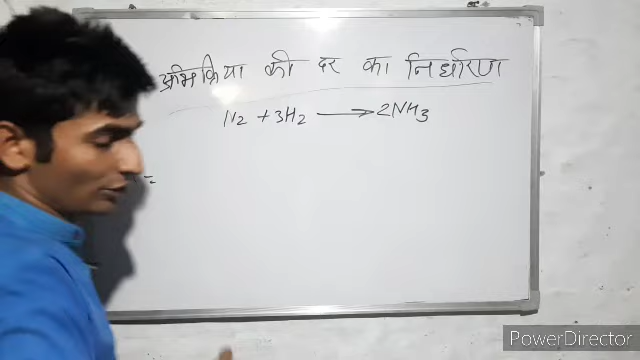 अभिक्रिया की दर का निर्धारण
N2 + 3H2 ⟶ 2NH3
=
PowerDirector